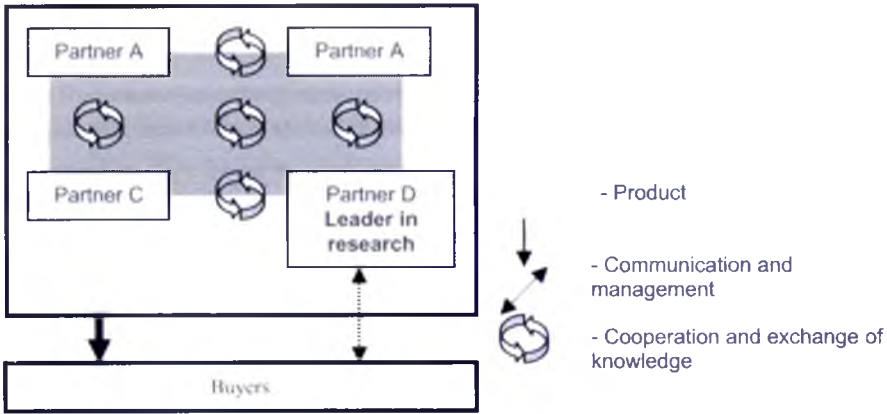 Partner A
Partner A
Partner C
Partner D
Leader in
research
Buyers
- Product
- Communication and
management
- Cooperation and exchange of
knowledge